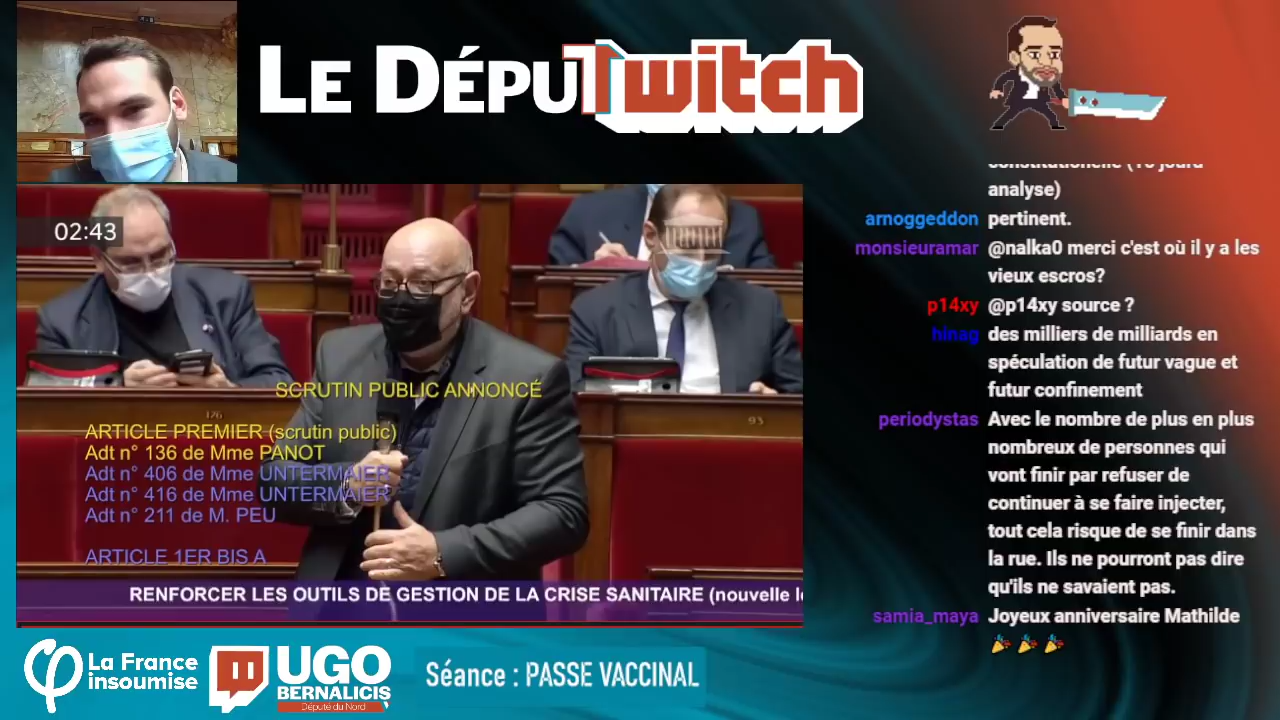 LE DÉPUTwitch
02:43
126
93
SCRUTIN PUBLIC ANNONCÉ
ARTICLE PREMIER (scrutin public)
Adt n° 136 de Mme PANOT
Adt n° 406 de Mme UNTERMAIER
Adt n° 416 de Mme UNTERMAIER
Adt n° 211 de M. PEU
ARTICLE 1ER BIS A
RENFORCER LES OUTILS DE GESTION DE LA CRISE SANITAIRE (nouvelle
analyse)
arnoggeddon pertinent.
monsieuramar @nalka0 merci c'est où il y a les
vieux escros?
p14xy @p14xy source ?
hinag des milliers de milliards en
spéculation de futur vague et
futur confinement
periodystas Avec le nombre de plus en plus
nombreux de personnes qui
vont finir par refuser de
continuer à se faire injecter,
tout cela risque de se finir dans
la rue. Ils ne pourront pas dire
qu'ils ne savaient pas.
samia_maya Joyeux anniversaire Mathilde
La France
insoumise
UGO
BERNALICIS
Député du Nord
Séance : PASSE VACCINAL